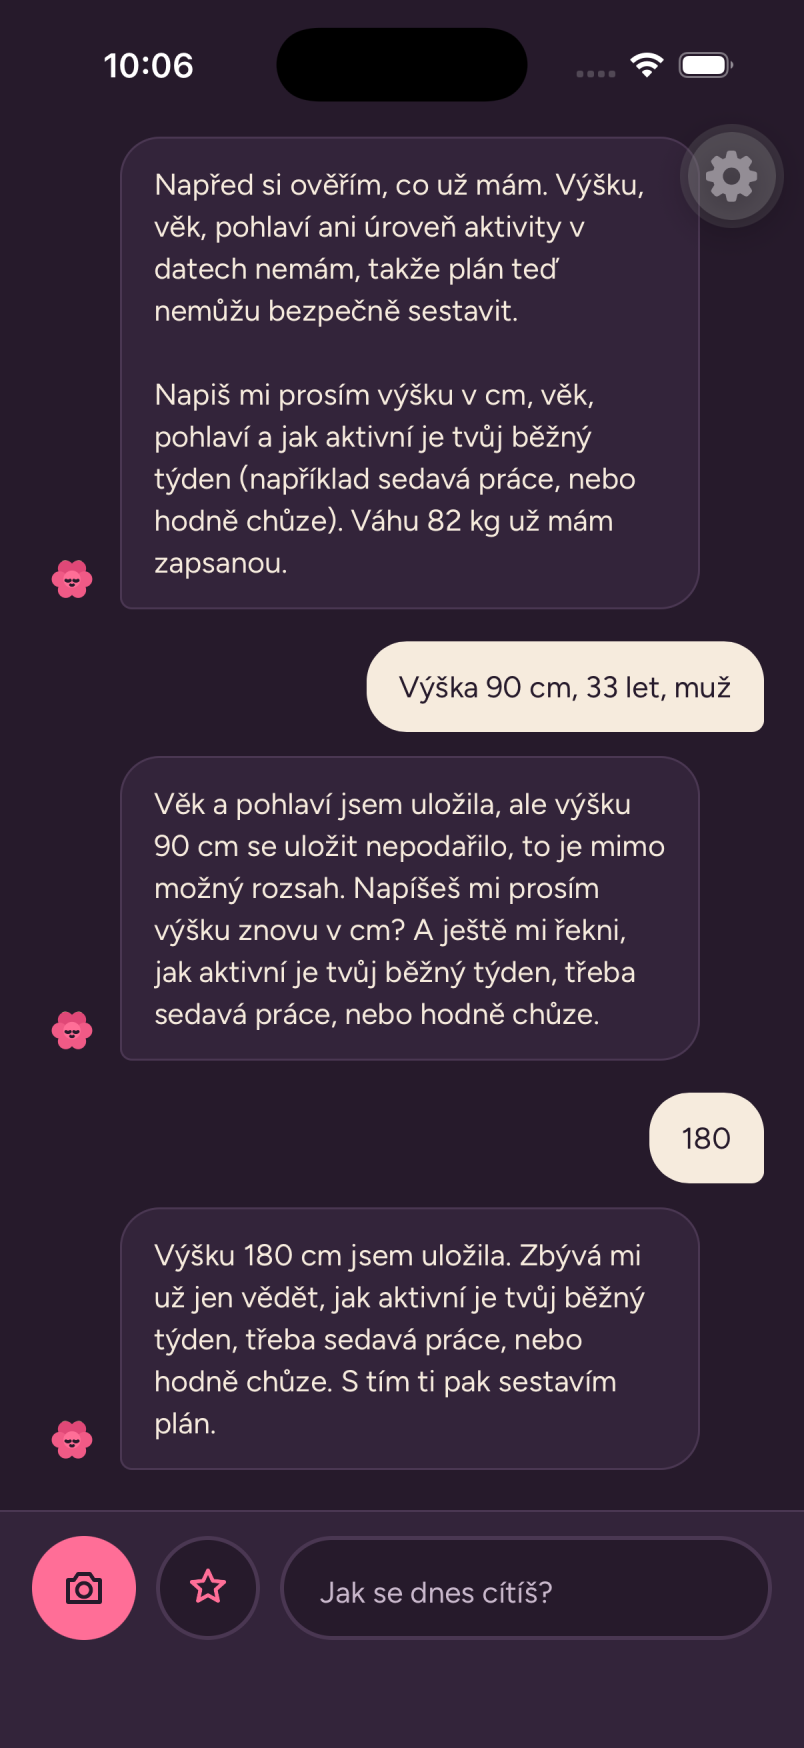 10:06
Napřed si ověřím, co už mám. Výšku,
věk, pohlaví ani úroveň aktivity v
datech nemám, takže plán teď
nemůžu bezpečně sestavit.
Napiš mi prosím výšku v cm, věk,
pohlaví a jak aktivní je tvůj běžný
týden (například sedavá práce, nebo
hodně chůze). Váhu 82 kg už mám
zapsanou.
Výška 90 cm, 33 let, muž
Věk a pohlaví jsem uložila, ale výšku
90 cm se uložit nepodařilo, to je mimo
možný rozsah. Napíšeš mi prosím
výšku znovu v cm? A ještě mi řekni,
jak aktivní je tvůj běžný týden, třeba
sedavá práce, nebo hodně chůze.
180
Výšku 180 cm jsem uložila. Zbývá mi
už jen vědět, jak aktivní je tvůj běžný
týden, třeba sedavá práce, nebo
hodně chůze. S tím ti pak sestavím
plán.
Jak se dnes cítíš?